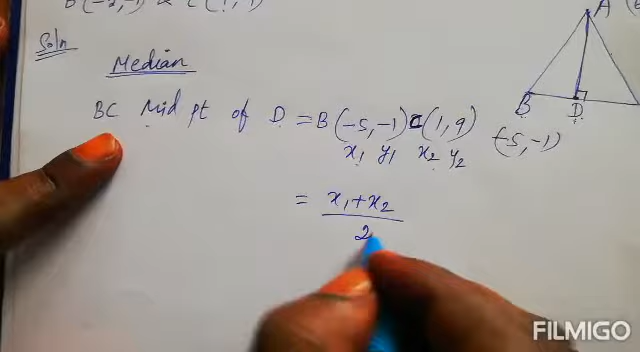 Soln
Median
BC Mid pt of D = B(-5,-1) C(1,9)
x₁ y₁ x₂ y₂
= x₁+x₂
2
A
B D
(-5,-1)
FILMIGO